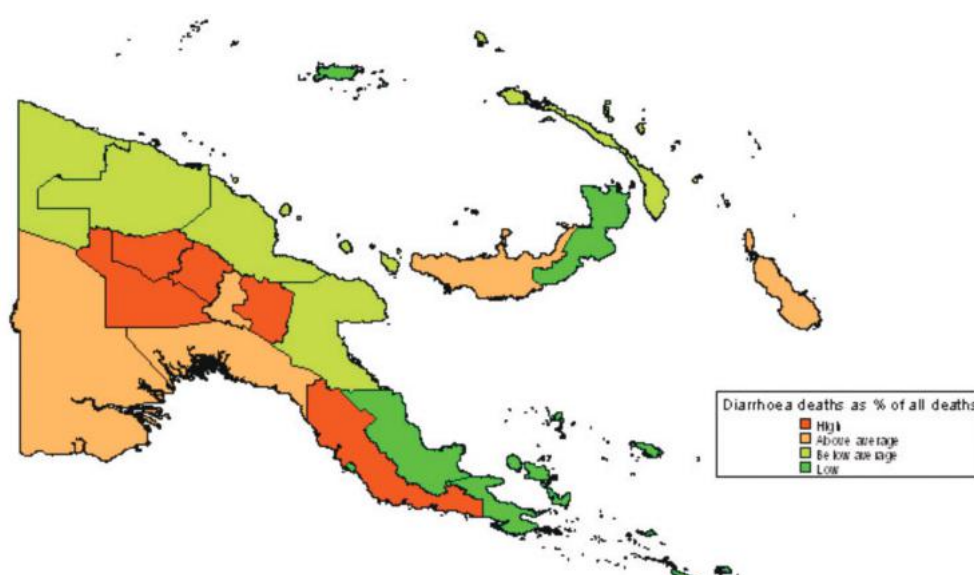 Diarrhoea deaths as % of all deaths
High
Above average
Below average
Low